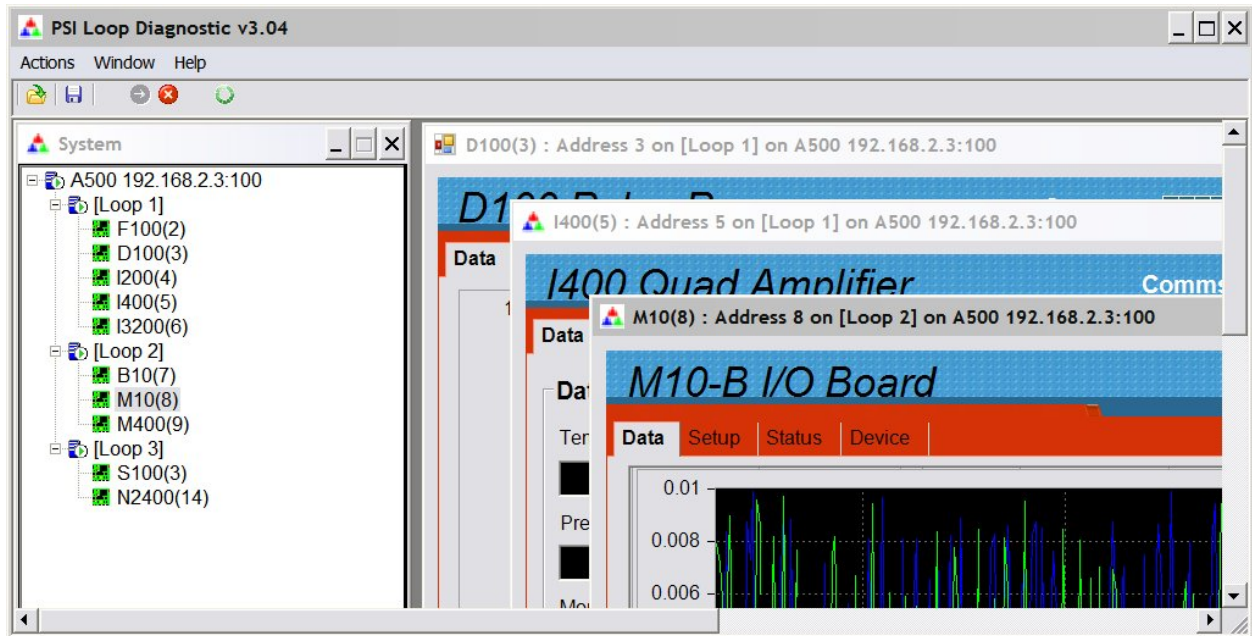 PSI Loop Diagnostic v3.04
Actions Window Help
System
A500 192.168.2.3:100
[Loop 1]
F100(2)
D100(3)
I200(4)
I400(5)
I3200(6)
[Loop 2]
B10(7)
M10(8)
M400(9)
[Loop 3]
S100(3)
N2400(14)
D100(3) : Address 3 on [Loop 1] on A500 192.168.2.3:100
Data
I400(5) : Address 5 on [Loop 1] on A500 192.168.2.3:100
I400 Quad Amplifier
Comms
Data
M10(8) : Address 8 on [Loop 2] on A500 192.168.2.3:100
M10-B I/O Board
Data Setup Status Device
0.01
0.008
0.006